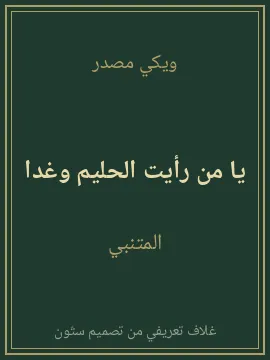 ويكي مصدر
يا من رأيت الحليم وغدا
المتنبي
غلاف تعريفي من تصميم سثون